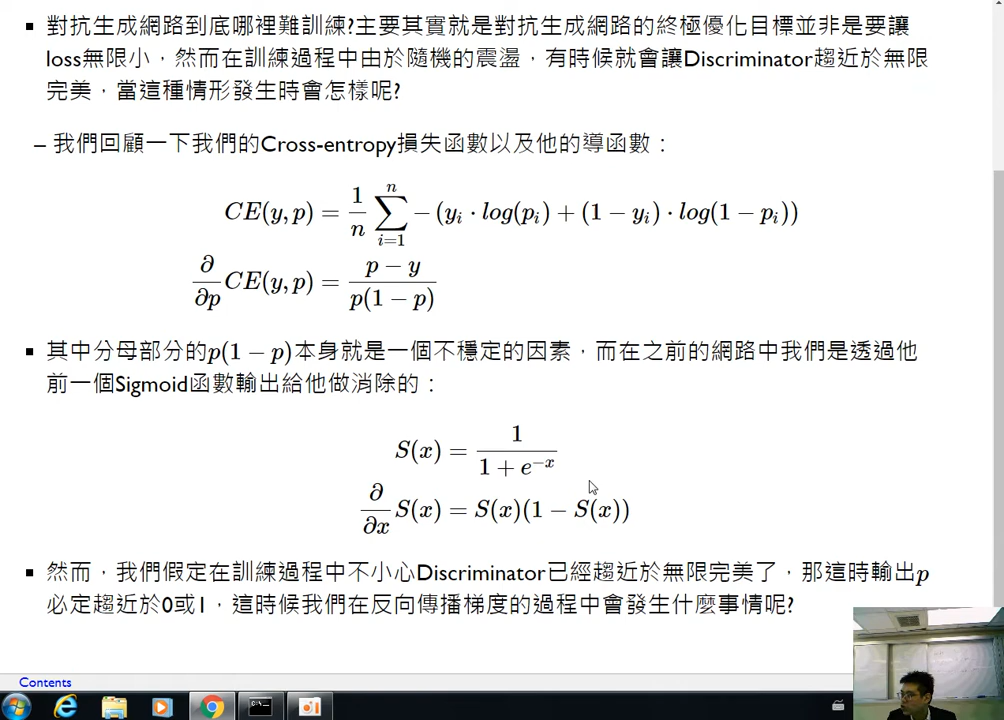 ▪ 對抗生成網路到底哪裡難訓練?主要其實就是對抗生成網路的終極優化目標並非是要讓
loss無限小，然而在訓練過程中由於隨機的震盪，有時候就會讓Discriminator趨近於無限
完美，當這種情形發生時會怎樣呢?
– 我們回顧一下我們的Cross-entropy損失函數以及他的導函數：
CE(y, p) = \frac{1}{n} \sum_{i=1}^{n} −(y_i · log(p_i) + (1 − y_i) · log(1 − p_i))
\frac{∂}{∂p} CE(y, p) = \frac{p − y}{p(1 − p)}
▪ 其中分母部分的p(1 − p)本身就是一個不穩定的因素，而在之前的網路中我們是透過他
前一個Sigmoid函數輸出給他做消除的：
S(x) = \frac{1}{1 + e^{−x}}
\frac{∂}{∂x} S(x) = S(x)(1 − S(x))
▪ 然而，我們假定在訓練過程中不小心Discriminator已經趨近於無限完美了，那這時輸出p
必定趨近於0或1，這時候我們在反向傳播梯度的過程中會發生什麼事情呢?
Contents